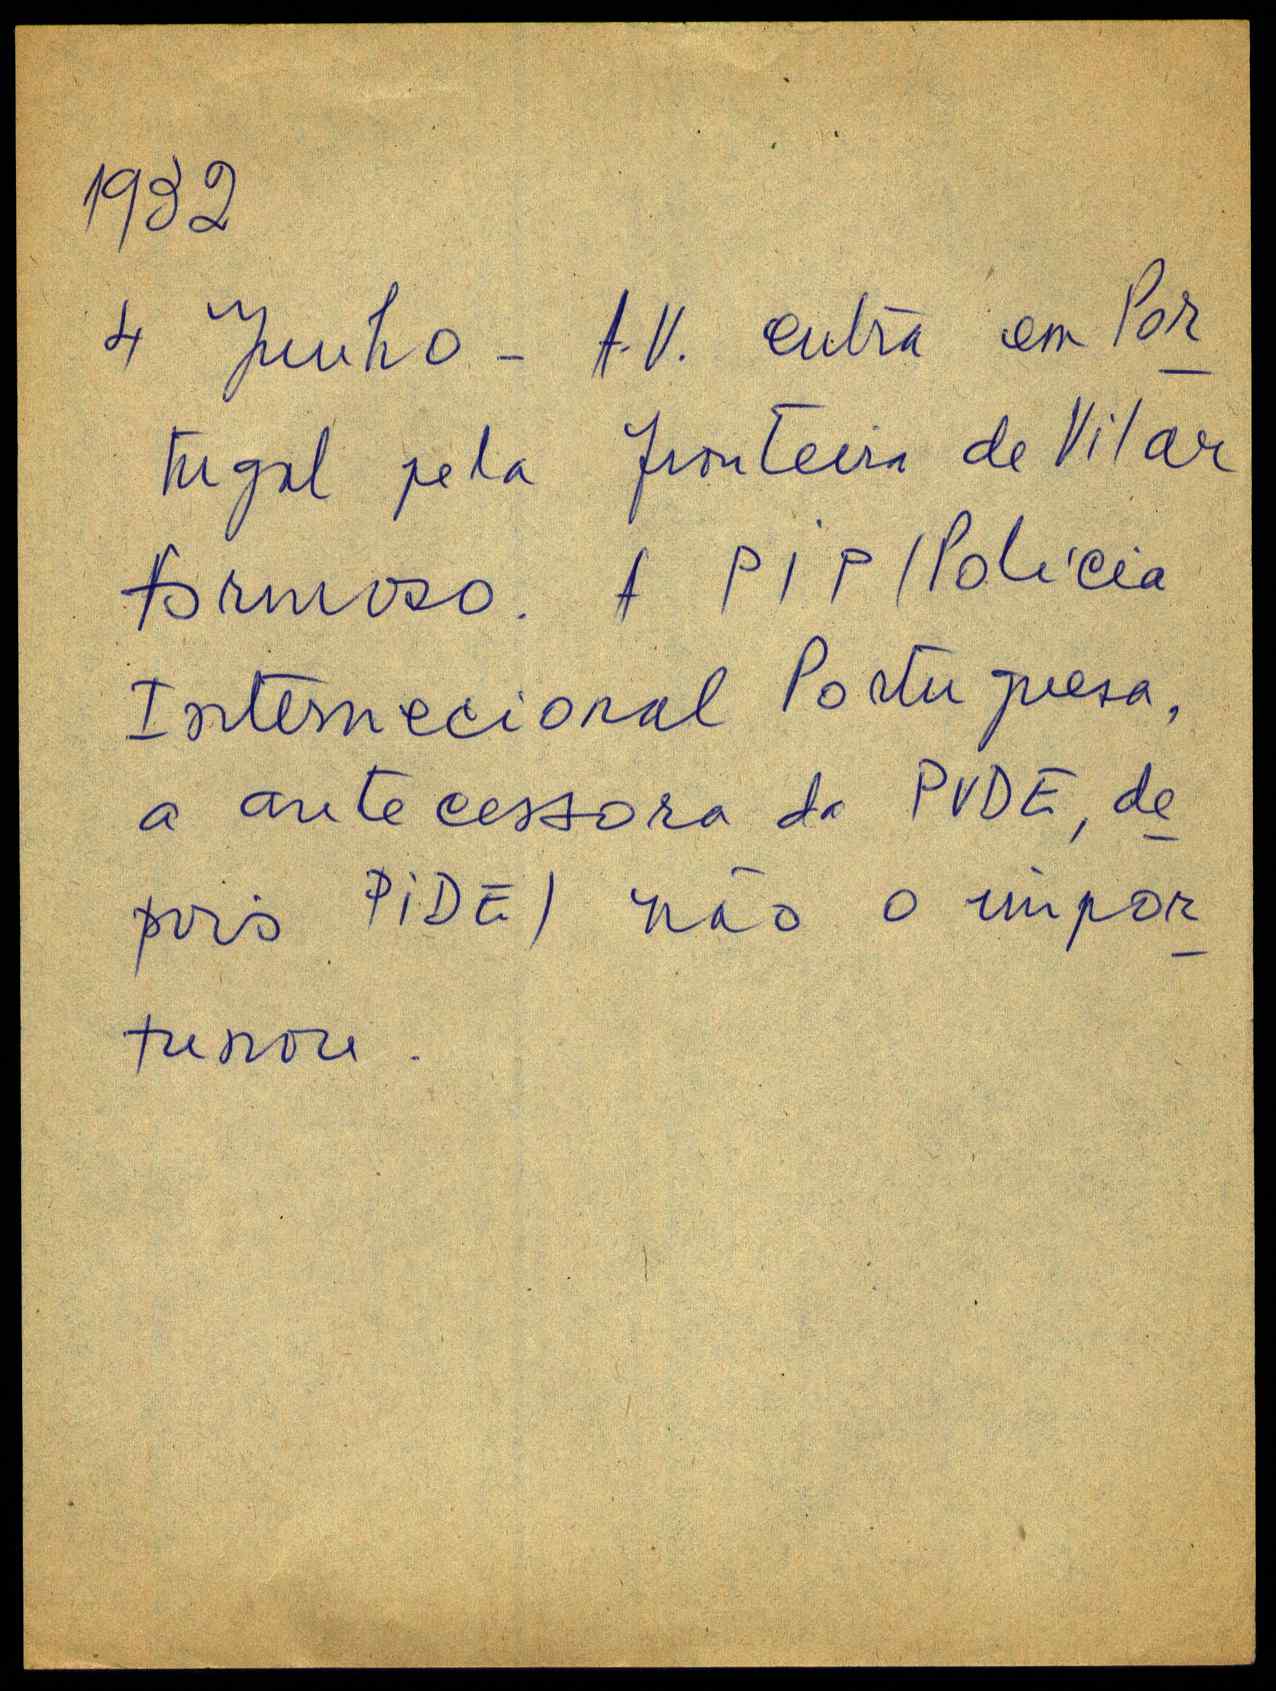 1932
4 Junho - A.V. entra em Por
tugal pela fronteira de Vilar
Formoso. A PIP (Polícia
Internacional Portuguesa,
a antecessora da PVDE, de
pois PIDE) não o impor
tunou.